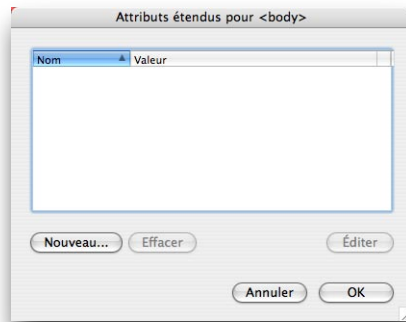 Attributs étendus pour <body>
Nom Valeur
Nouveau... Effacer Éditer
Annuler OK